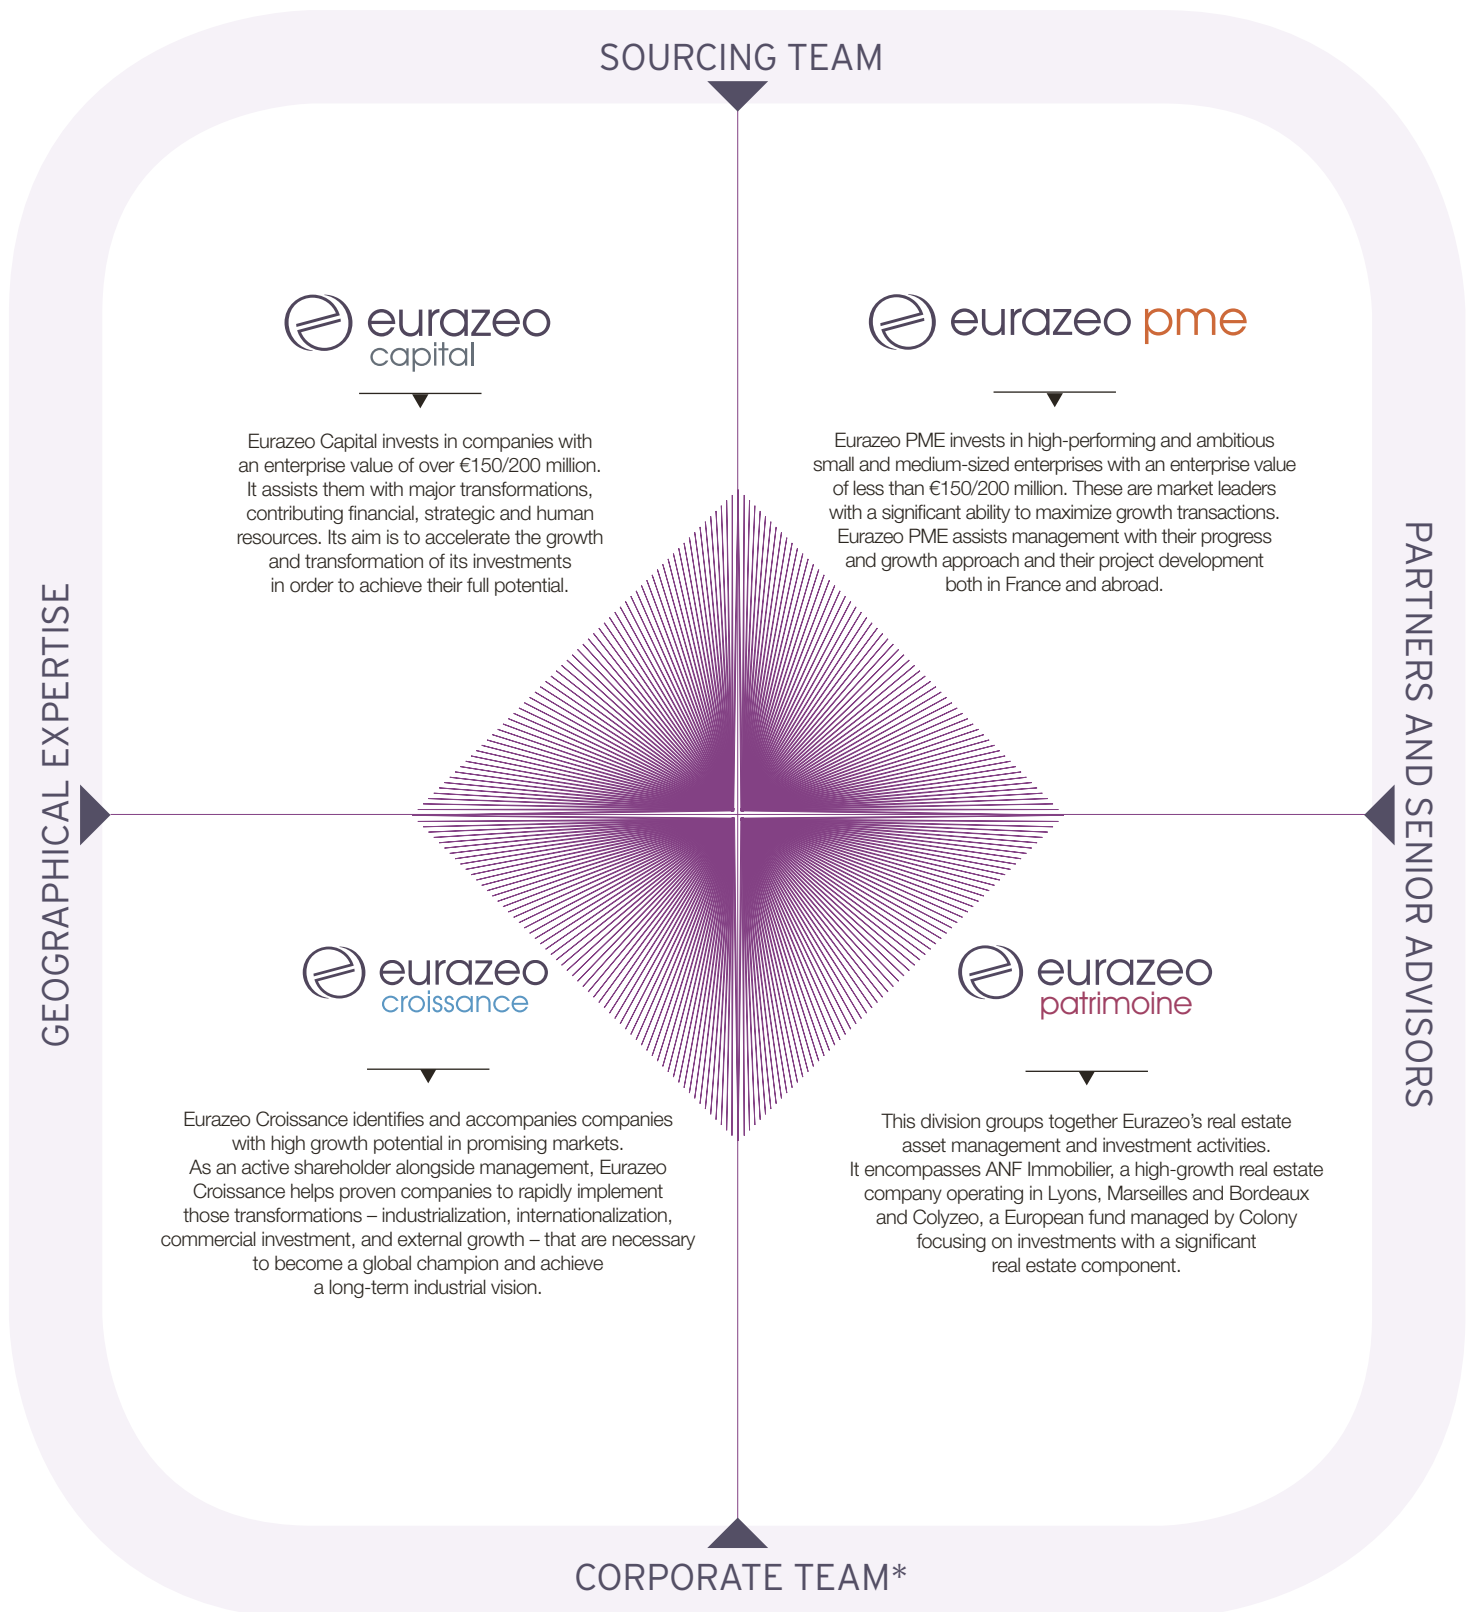 SOURCING TEAM
GEOGRAPHICAL EXPERTISE
eurazeo
capital
Eurazeo Capital invests in companies with
an enterprise value of over €150/200 million.
It assists them with major transformations,
contributing financial, strategic and human
resources. Its aim is to accelerate the growth
and transformation of its investments
in order to achieve their full potential.
eurazeo pme
Eurazeo PME invests in high-performing and ambitious
small and medium-sized enterprises with an enterprise value
of less than €150/200 million. These are market leaders
with a significant ability to maximize growth transactions.
Eurazeo PME assists management with their progress
and growth approach and their project development
both in France and abroad.
eurazeo
croissance
Eurazeo Croissance identifies and accompanies companies
with high growth potential in promising markets.
As an active shareholder alongside management, Eurazeo
Croissance helps proven companies to rapidly implement
those transformations – industrialization, internationalization,
commercial investment, and external growth – that are necessary
to become a global champion and achieve
a long-term industrial vision.
eurazeo
patrimoine
This division groups together Eurazeo’s real estate
asset management and investment activities.
It encompasses ANF Immobilier, a high-growth real estate
company operating in Lyons, Marseilles and Bordeaux
and Colyzeo, a European fund managed by Colony
focusing on investments with a significant
real estate component.
PARTNERS AND SENIOR ADVISORS
CORPORATE TEAM*